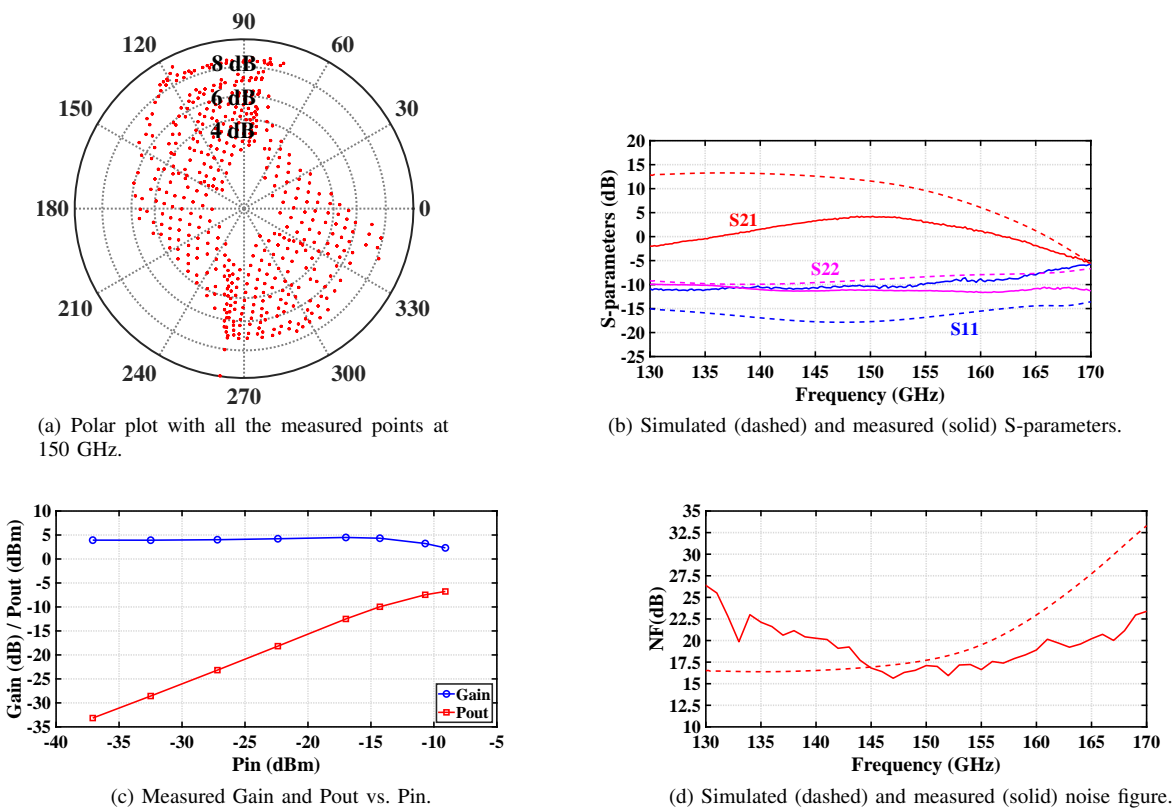 90
120
60
8 dB
150
6 dB
30
4 dB
180
0
210
330
240
300
270
(a) Polar plot with all the measured points at
150 GHz.
20
15
10
5
0
-5
-10
-15
-20
-25
S-parameters (dB)
S21
S22
S11
130 135 140 145 150 155 160 165 170
Frequency (GHz)
(b) Simulated (dashed) and measured (solid) S-parameters.
10
5
0
-5
-10
-15
-20
-25
-30
-35
Gain (dB) / Pout (dBm)
Gain
Pout
-40 -35 -30 -25 -20 -15 -10 -5
Pin (dBm)
(c) Measured Gain and Pout vs. Pin.
35
32.5
30
27.5
25
22.5
20
17.5
15
12.5
10
NF(dB)
130 135 140 145 150 155 160 165 170
Frequency (GHz)
(d) Simulated (dashed) and measured (solid) noise figure.